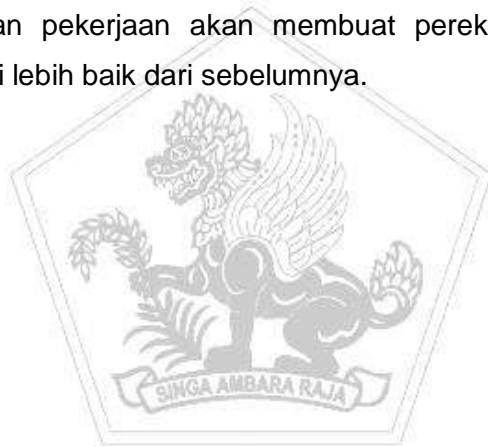 an pekerjaan akan membuat perek
i lebih baik dari sebelumnya.
SINGA AMBARA RAJA